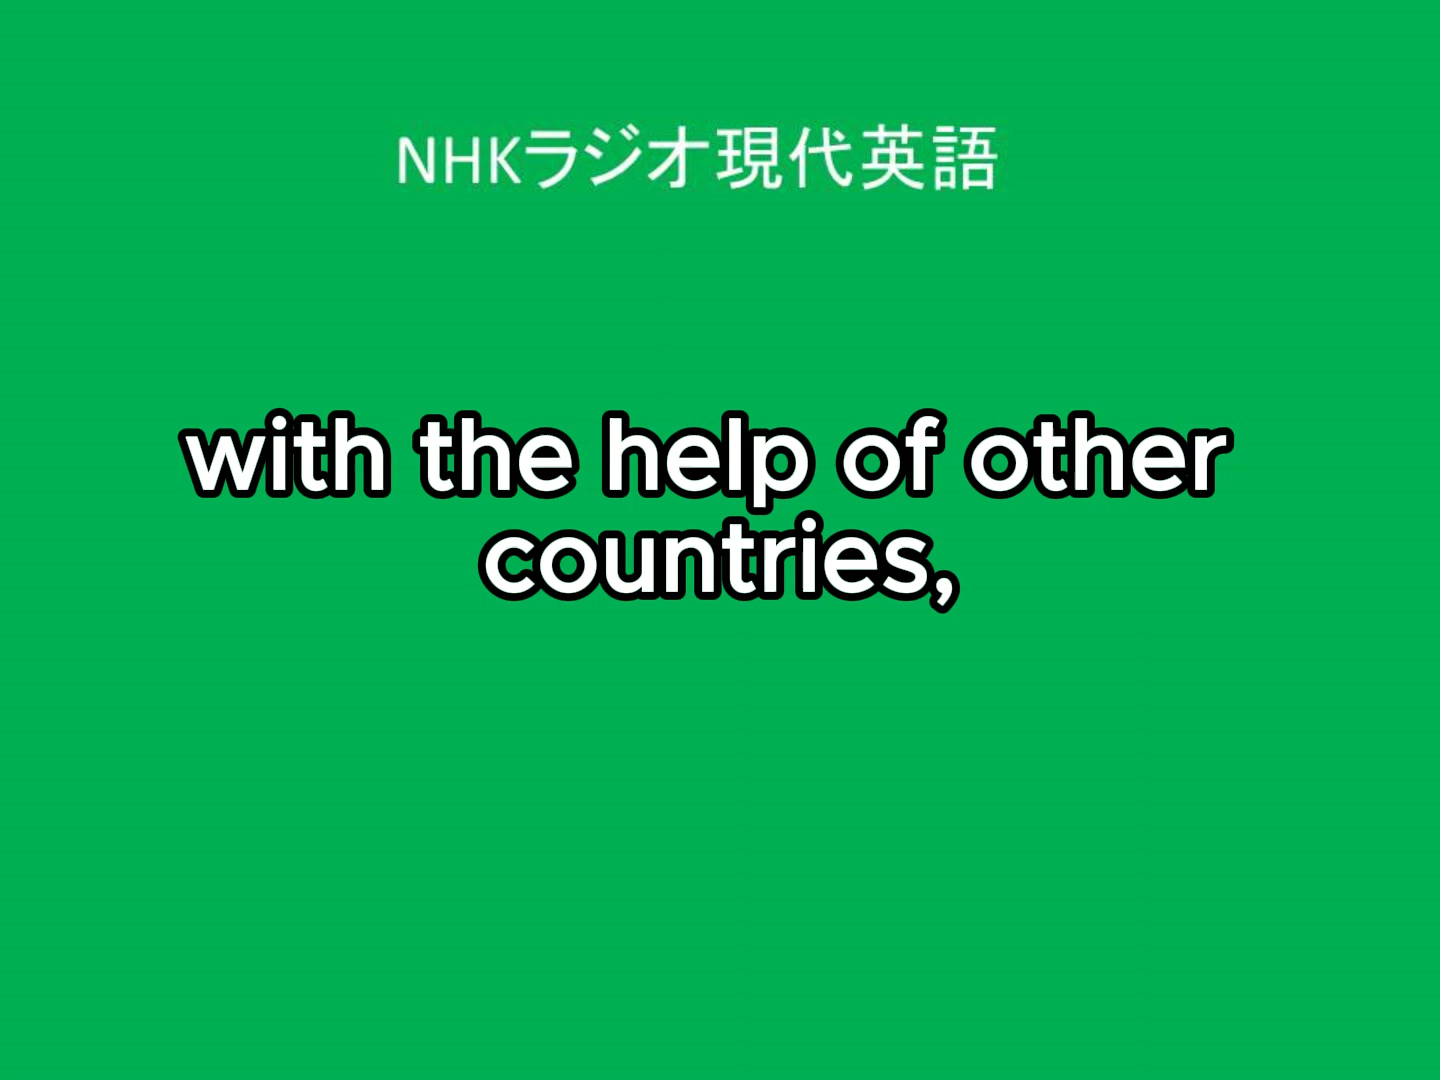 NHKラジオ現代英語
with the help of other
countries,